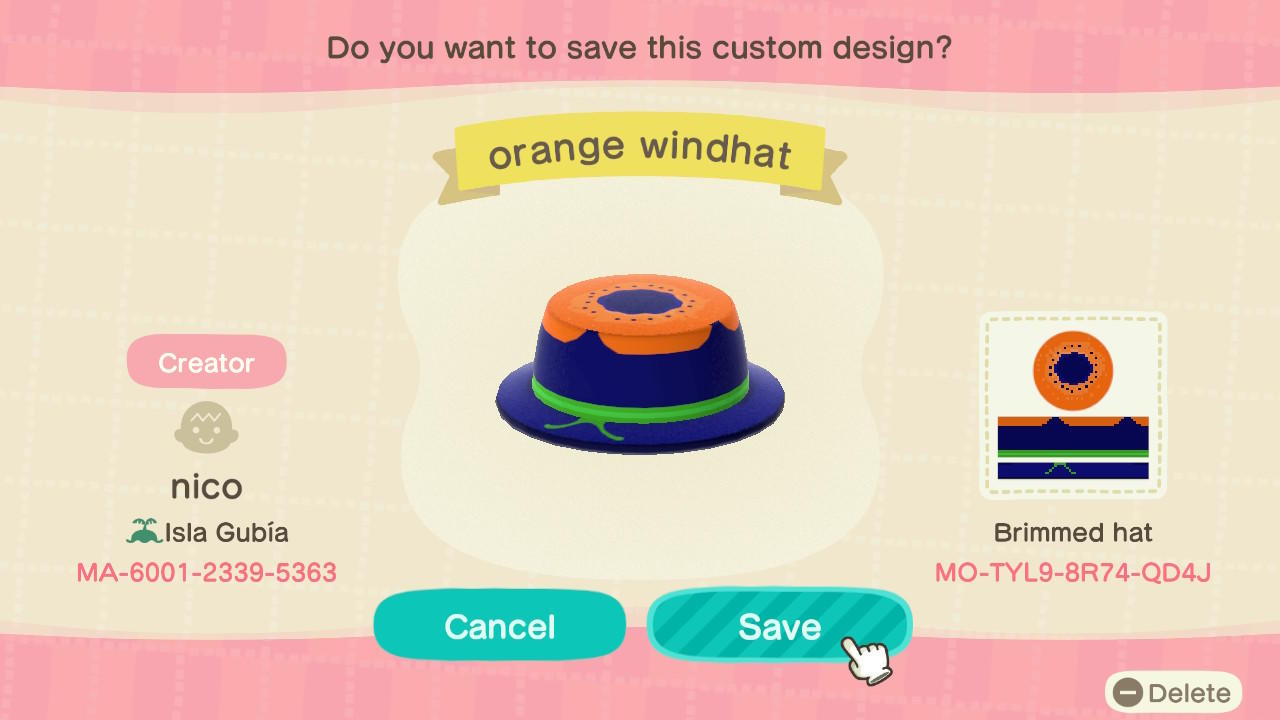 Do you want to save this custom design?
orange windhat
Creator
nico
Isla Gubía
MA-6001-2339-5363
Brimmed hat
MO-TYL9-8R74-QD4J
Cancel
Save
Delete